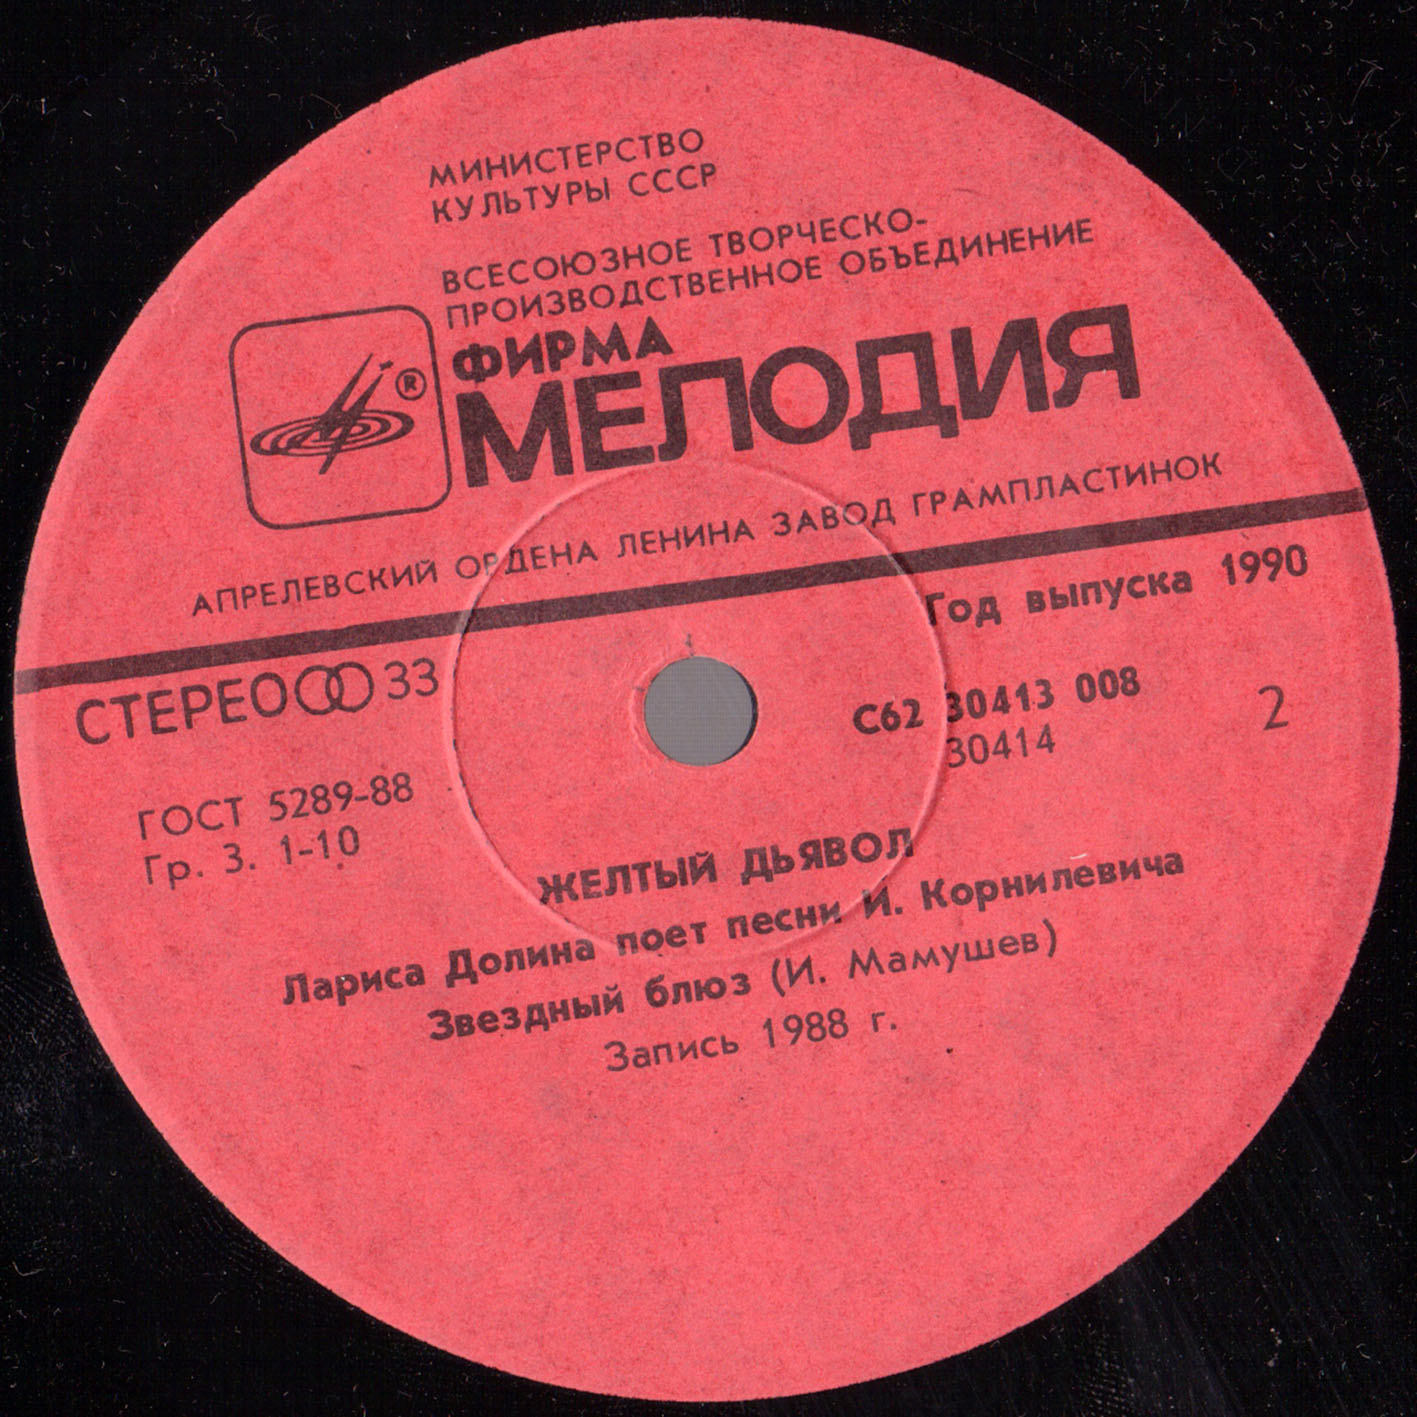 МИНИСТЕРСТВО
КУЛЬТУРЫ СССР
ВСЕСОЮЗНОЕ ТВОРЧЕСКО-
ПРОИЗВОДСТВЕННОЕ ОБЪЕДИНЕНИЕ
ФИРМА
МЕЛОДИЯ
®
АПРЕЛЕВСКИЙ ОРДЕНА ЛЕНИНА ЗАВОД ГРАМПЛАСТИНОК
Год выпуска 1990
СТЕРЕО 33
С62 30413 008
30414
2
ГОСТ 5289-88
Гр. 3. 1-10
ЖЕЛТЫЙ ДЬЯВОЛ
Лариса Долина поет песни И. Корнилевича
Звездный блюз (И. Мамушев)
Запись 1988 г.